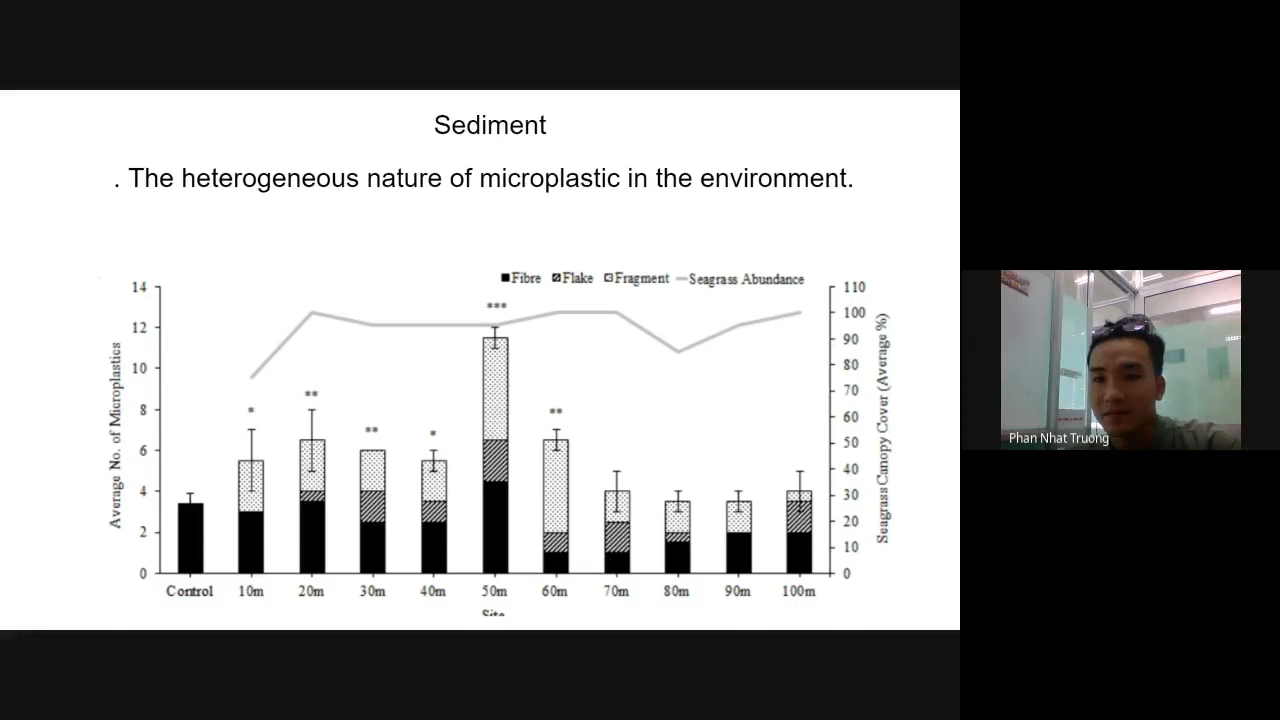 Sediment
. The heterogeneous nature of microplastic in the environment.
Fibre Flake Fragment Seagrass Abundance
14
12
10
8
6
4
2
0
Average No. of Microplastics
* ** ** * *** **
110
100
90
80
70
60
50
40
30
20
10
0
Seagrass Canopy Cover (Average %)
Control 10m 20m 30m 40m 50m 60m 70m 80m 90m 100m
Site
Phan Nhat Truong